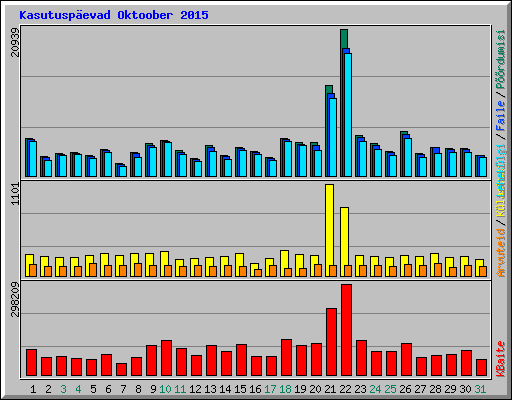 Kasutuspäevad Oktoober 2015
20939
1101
298209
Pöördumisi / Faile / Külgi
Arvuteid / Külaskäigud
KBaite
1 2 3 4 5 6 7 8 9 10 11 12 13 14 15 16 17 18 19 20 21 22 23 24 25 26 27 28 29 30 31